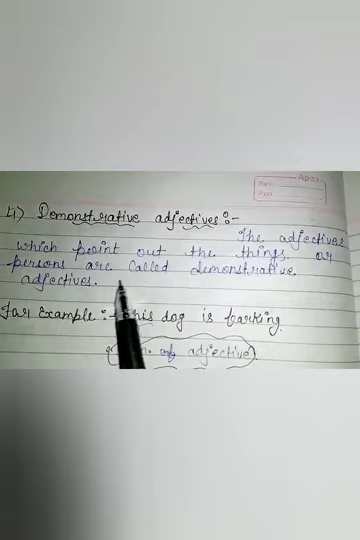 4) Demonstrative adjectives:-
The adjectives
which point out the things or
persons are called demonstrative
adjectives.
For Example:- This dog is barking.
of adjective